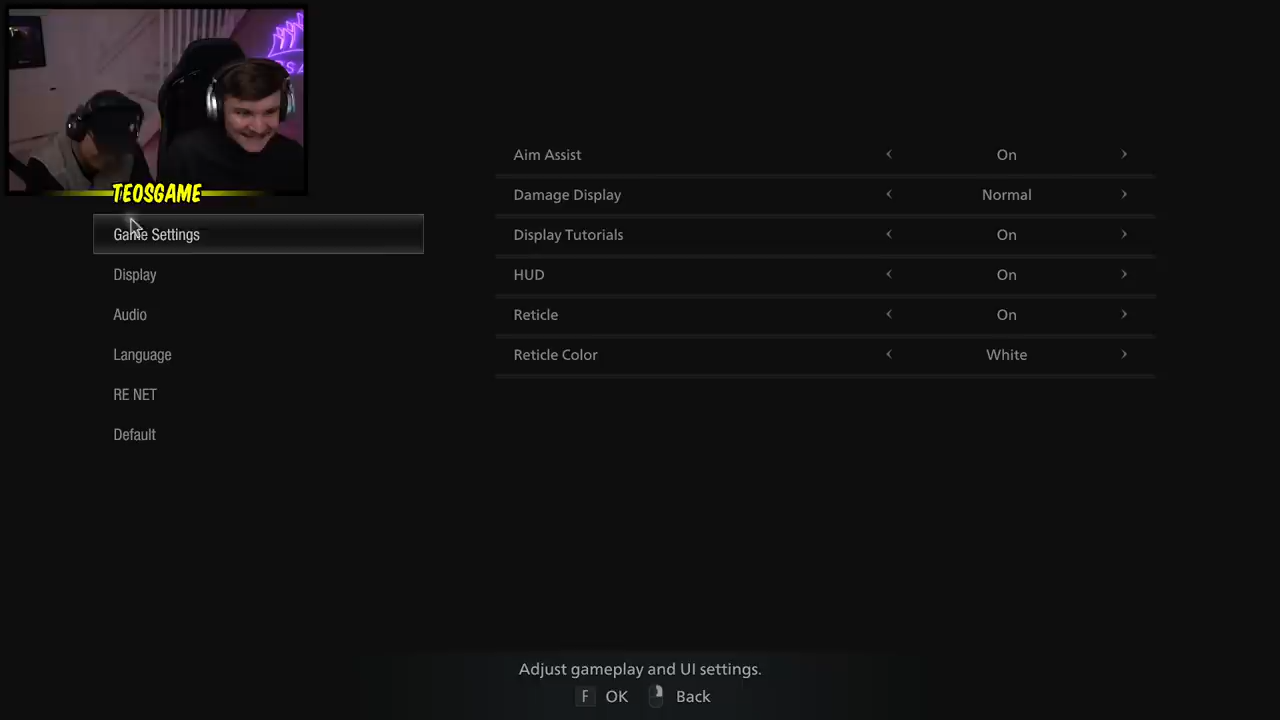 TEOSGAME
Game Settings
Display
Audio
Language
RE NET
Default
Aim Assist On
Damage Display Normal
Display Tutorials On
HUD On
Reticle On
Reticle Color White
Adjust gameplay and UI settings.
F OK Back